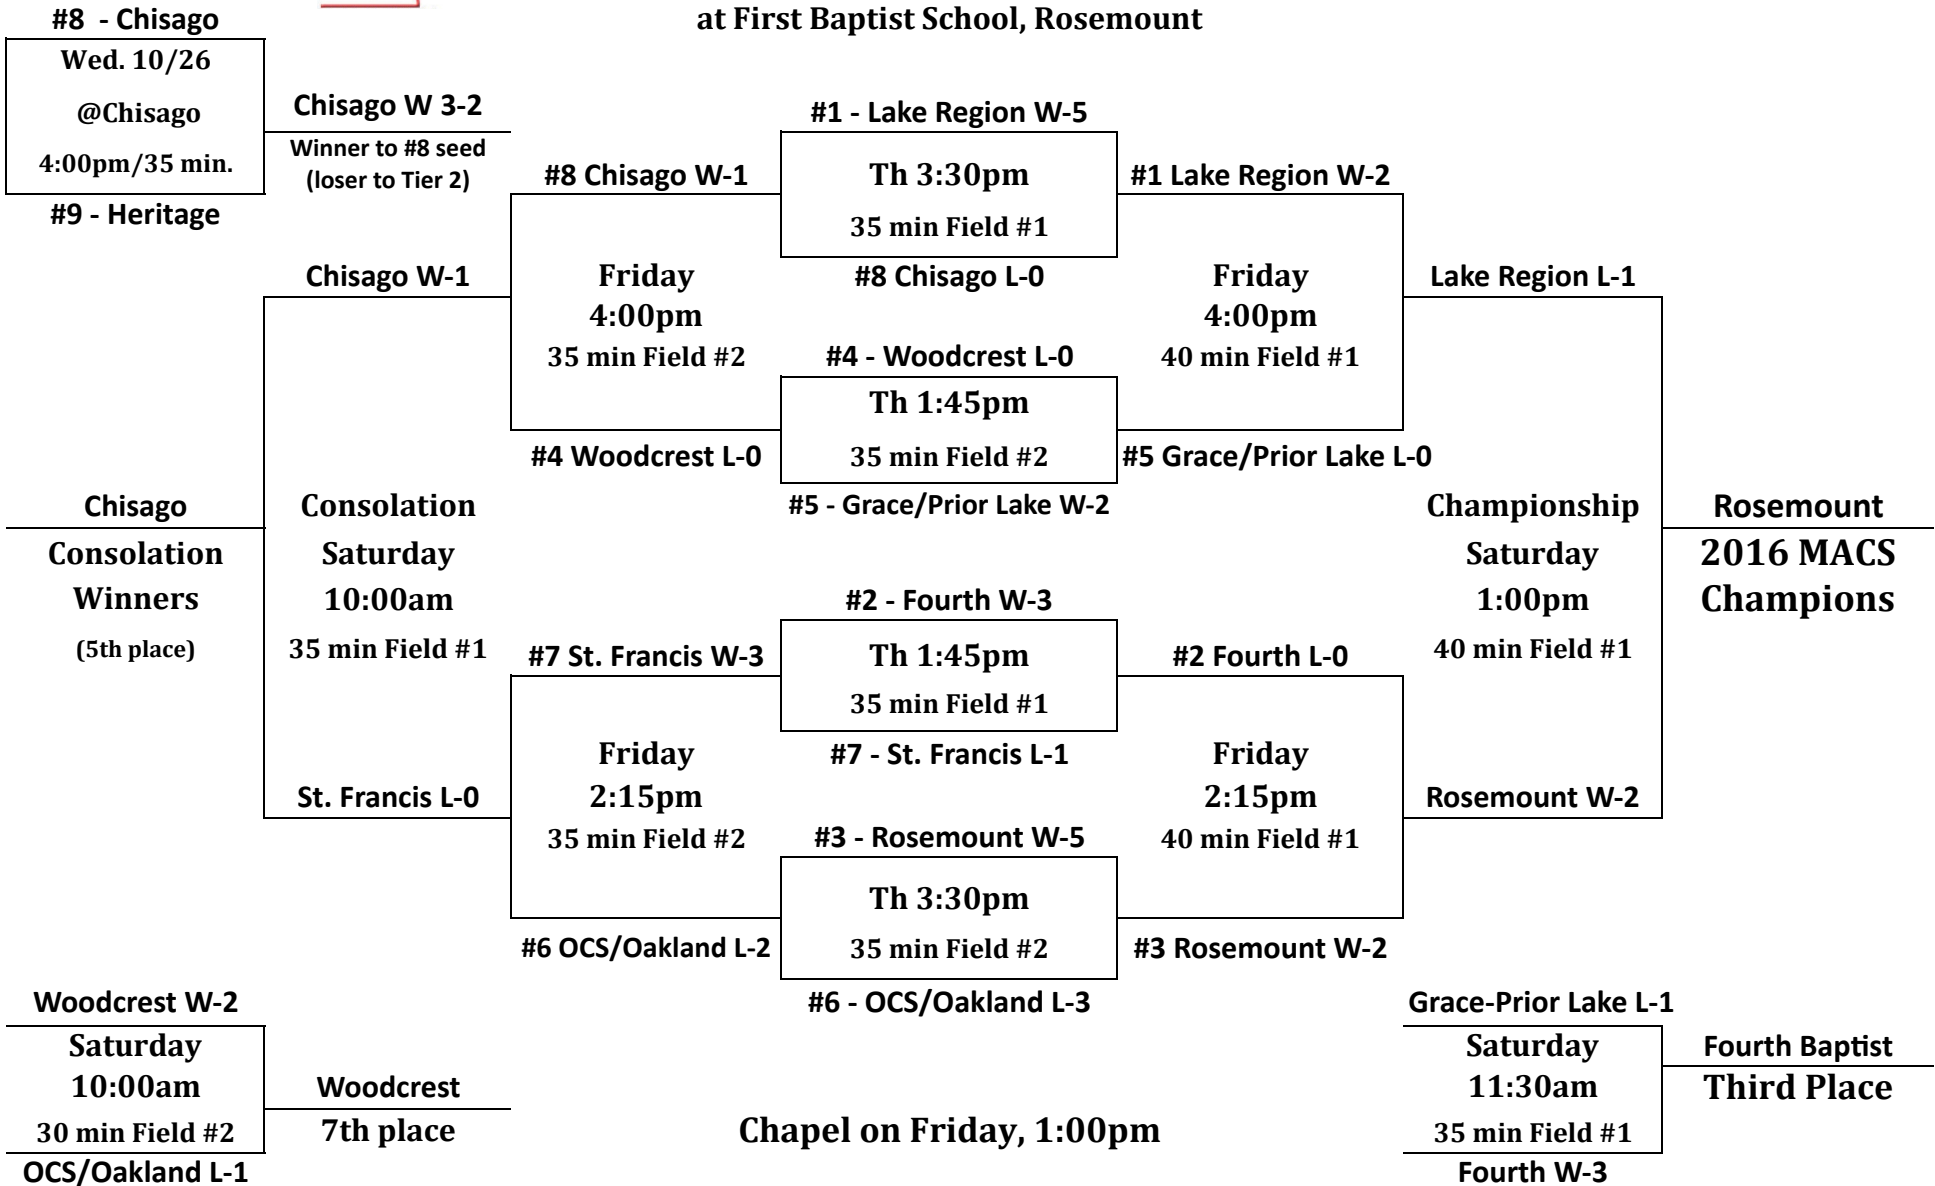 at First Baptist School, Rosemount
#8 - Chisago
Wed. 10/26
@Chisago
4:00pm/35 min.
#9 - Heritage
Chisago W 3-2
Winner to #8 seed
(loser to Tier 2)
#8 Chisago W-1
Friday
4:00pm
35 min Field #2
#4 Woodcrest L-0
#1 - Lake Region W-5
Th 3:30pm
35 min Field #1
#8 Chisago L-0
#4 - Woodcrest L-0
Th 1:45pm
35 min Field #2
#5 - Grace/Prior Lake W-2
#1 Lake Region W-2
Friday
4:00pm
40 min Field #1
#5 Grace/Prior Lake L-0
Chisago W-1
Consolation
Saturday
10:00am
35 min Field #1
St. Francis L-0
Chisago
Consolation
Winners
(5th place)
Lake Region L-1
Championship
Saturday
1:00pm
40 min Field #1
Rosemount W-2
Rosemount
2016 MACS
Champions
#7 St. Francis W-3
Friday
2:15pm
35 min Field #2
#6 OCS/Oakland L-2
#2 - Fourth W-3
Th 1:45pm
35 min Field #1
#7 - St. Francis L-1
#3 - Rosemount W-5
Th 3:30pm
35 min Field #2
#6 - OCS/Oakland L-3
#2 Fourth L-0
Friday
2:15pm
40 min Field #1
#3 Rosemount W-2
Woodcrest W-2
Saturday
10:00am
30 min Field #2
OCS/Oakland L-1
Woodcrest
7th place
Chapel on Friday, 1:00pm
Grace-Prior Lake L-1
Saturday
11:30am
35 min Field #1
Fourth W-3
Fourth Baptist
Third Place